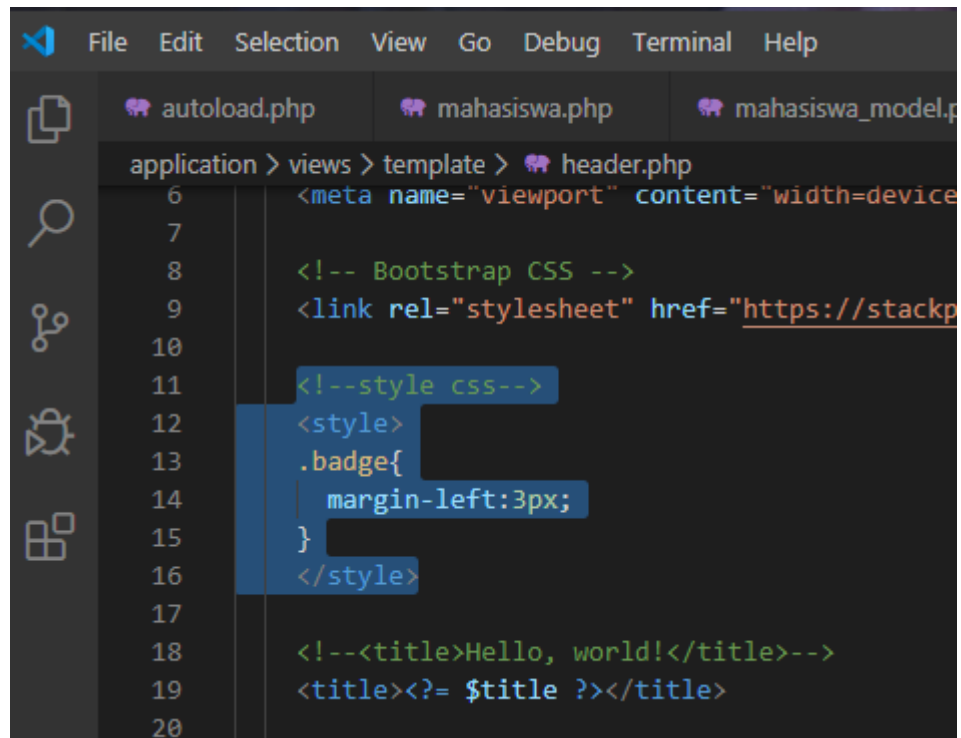 File Edit Selection View Go Debug Terminal Help
autoload.php mahasiswa.php mahasiswa_model.p
application > views > template > header.php
6 <meta name="viewport" content="width=device
7
8 <!-- Bootstrap CSS -->
9 <link rel="stylesheet" href="https://stackp
10
11 <!--style css-->
12 <style>
13 .badge{
14 margin-left:3px;
15 }
16 </style>
17
18 <!--<title>Hello, world!</title>-->
19 <title><?= $title ?></title>
20